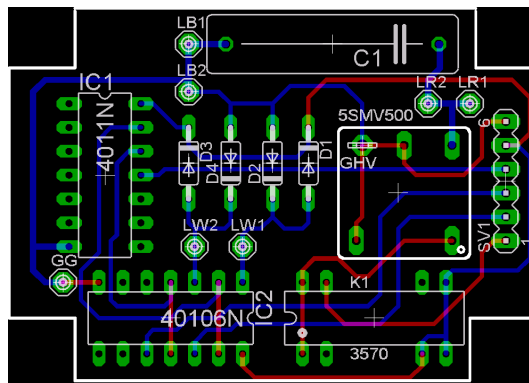 LB1
C1
LB2
IC1
LR2
LR1
4011N
5SMV500
6
D3
D4
D2
D1
GHV
LW2
LW1
SV1
1
GG
K1
40106N
IC2
3570